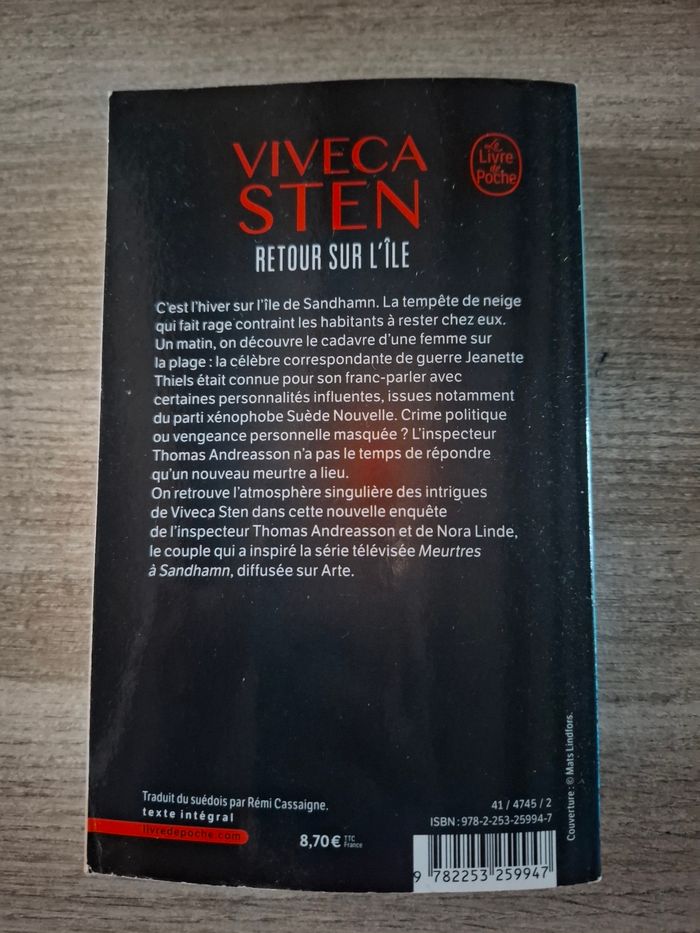 VIVECA
STEN
RETOUR SUR L'ÎLE
Le
Livre
de
Poche
C'est l'hiver sur l'île de Sandhamn. La tempête de neige
qui fait rage contraint les habitants à rester chez eux.
Un matin, on découvre le cadavre d'une femme sur
la plage : la célèbre correspondante de guerre Jeanette
Thiels était connue pour son franc-parler avec
certaines personnalités influentes, issues notamment
du parti xénophobe Suède Nouvelle. Crime politique
ou vengeance personnelle masquée ? L'inspecteur
Thomas Andreasson n'a pas le temps de répondre
qu'un nouveau meurtre a lieu.
On retrouve l'atmosphère singulière des intrigues
de Viveca Sten dans cette nouvelle enquête
de l'inspecteur Thomas Andreasson et de Nora Linde,
le couple qui a inspiré la série télévisée Meurtres
à Sandhamn, diffusée sur Arte.
Traduit du suédois par Rémi Cassaigne.
texte intégral
livredepoche.com
8,70 € TTC
France
41 / 4745 / 2
ISBN : 978-2-253-25994-7
9 782253 259947
Couverture : © Mats Lindfors.